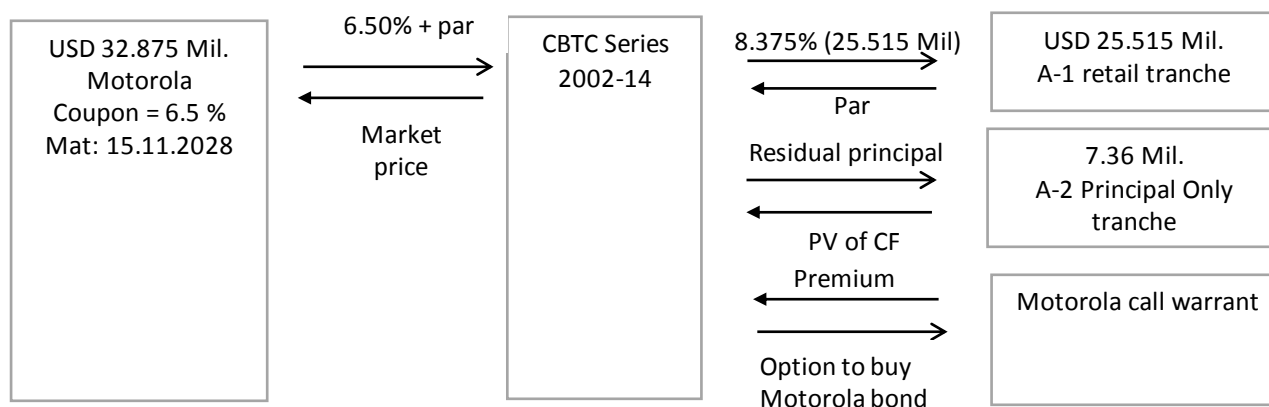 USD 32.875 Mil.
Motorola
Coupon = 6.5 %
Mat: 15.11.2028
6.50% + par
Market
price
CBTC Series
2002-14
8.375% (25.515 Mil)
Par
Residual principal
PV of CF
Premium
Option to buy
Motorola bond
USD 25.515 Mil.
A-1 retail tranche
7.36 Mil.
A-2 Principal Only
tranche
Motorola call warrant